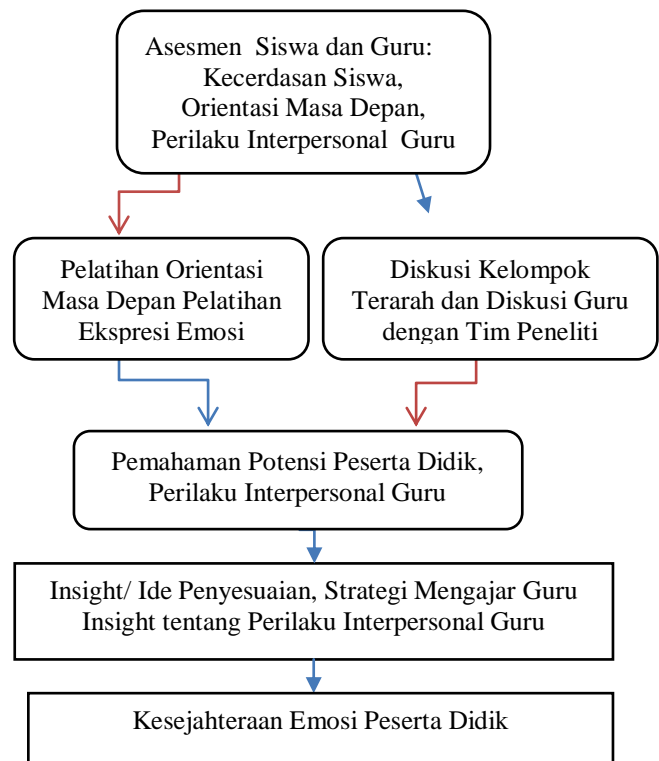 Asesmen Siswa dan Guru:
Kecerdasan Siswa,
Orientasi Masa Depan,
Perilaku Interpersonal Guru
Pelatihan Orientasi
Masa Depan Pelatihan
Ekspresi Emosi
Diskusi Kelompok
Terarah dan Diskusi Guru
dengan Tim Peneliti
Pemahaman Potensi Peserta Didik,
Perilaku Interpersonal Guru
Insight/ Ide Penyesuaian, Strategi Mengajar Guru
Insight tentang Perilaku Interpersonal Guru
Kesejahteraan Emosi Peserta Didik